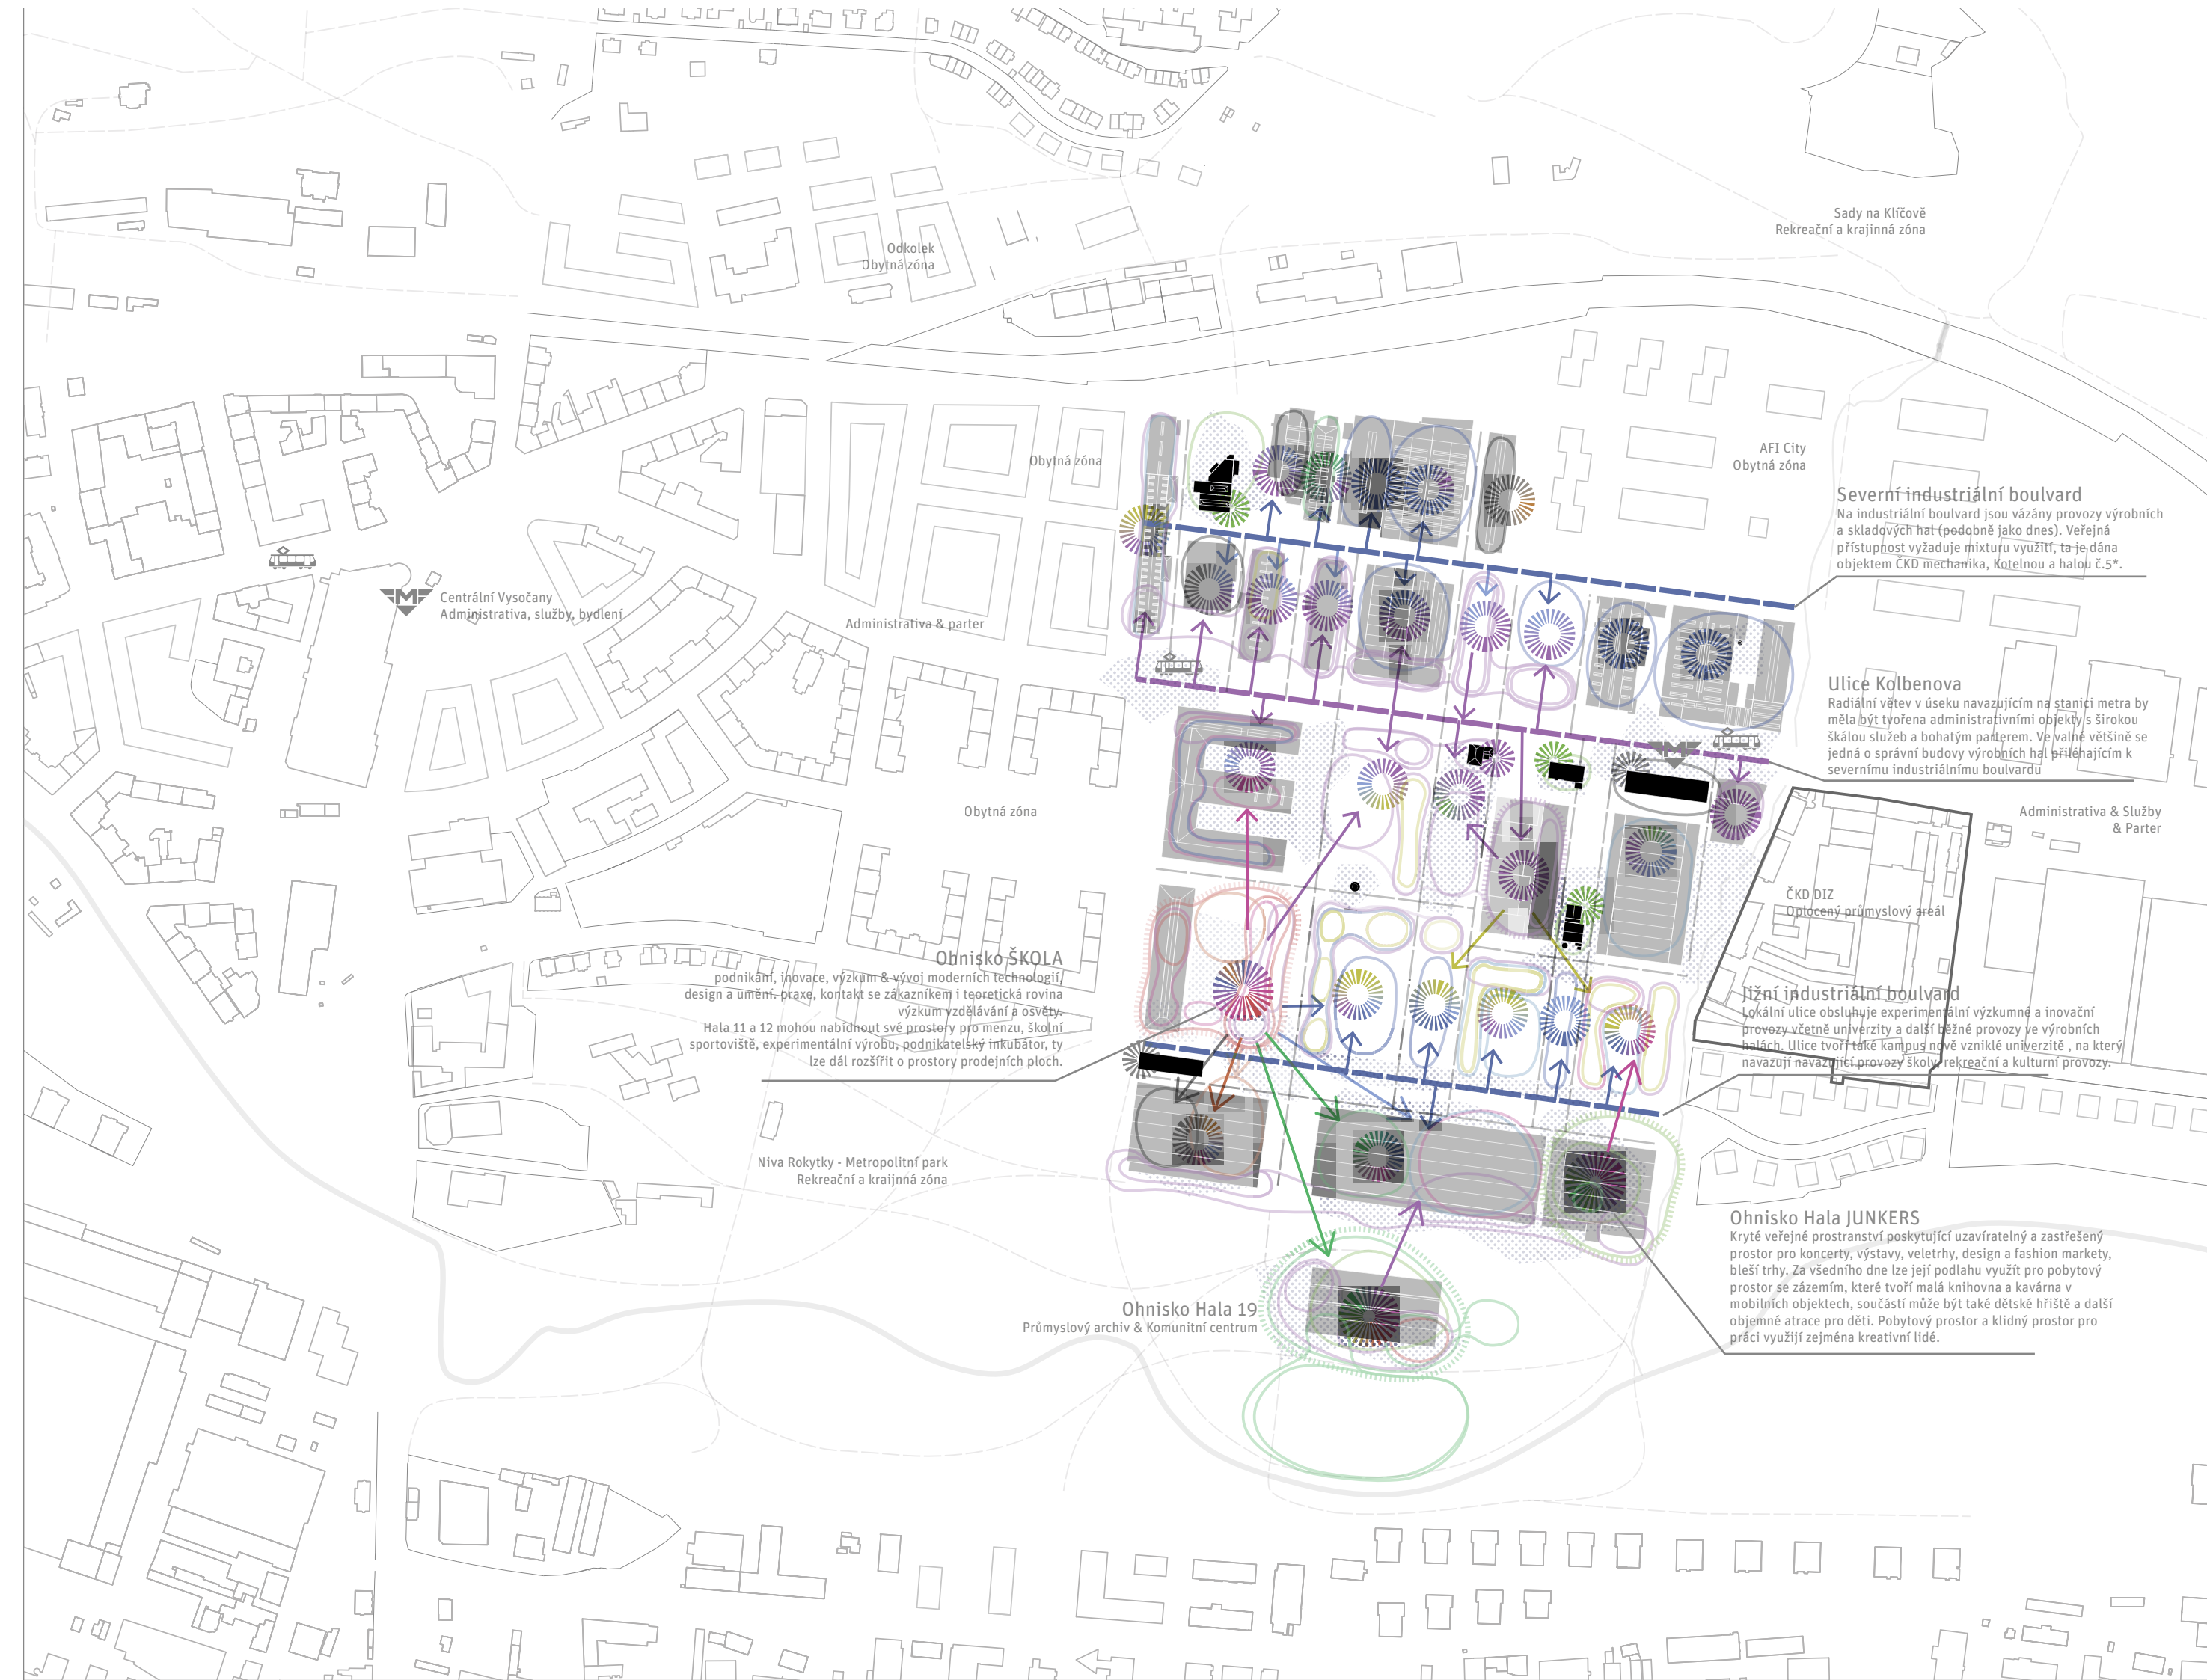 Sady na Klíčově
Rekreační a krajinná zóna
Odkolek
Obytná zóna
Obytná zóna
AFI City
Obytná zóna
Severní industriální boulvard
Na industriální boulvard jsou vázány provozy výrobních
a skladových hal (podobně jako dnes). Veřejná
přístupnost vyžaduje mixturu využití, ta je dána
objektem ČKD mechanika, Kotelnou a halou č.5*.
M
Centrální Vysočany
Administrativa, služby, bydlení
Administrativa & parter
Ulice Kolbenova
Radiální větev v úseku navazujícím na stanici metra by
měla být tvořena administrativními objekty s širokou
škálou služeb a bohatým parterem. Ve valné většině se
jedná o správní budovy výrobních hal přiléhajícím k
severnímu industriálnímu boulvardu
M
Obytná zóna
Administrativa & Služby
& Parter
ČKD DIZ
Oplocený průmyslový areál
Ohnisko ŠKOLA
podnikání, inovace, výzkum & vývoj moderních technologií,
design a umění. praxe, kontakt se zákazníkem i teoretická rovina
výzkum vzdělávání a osvěty.
Hala 11 a 12 mohou nabídnout své prostory pro menzu, školní
sportoviště, experimentální výrobu, podnikatelský inkubátor, ty
lze dál rozšířit o prostory prodejních ploch.
Jižní industriální boulvard
Lokální ulice obsluhuje experimentální výzkumné a inovační
provozy včetně univerzity a další běžné provozy ve výrobních
halách. Ulice tvoří také kampus nově vzniklé univerzitě , na který
navazují navazující provozy školy, rekreační a kulturní provozy.
Niva Rokytky - Metropolitní park
Rekreační a kraijnná zóna
Ohnisko Hala JUNKERS
Kryté veřejné prostranství poskytující uzavíratelný a zastřešený
prostor pro koncerty, výstavy, veletrhy, design a fashion markety,
bleší trhy. Za všedního dne lze její podlahu využít pro pobytový
prostor se zázemím, které tvoří malá knihovna a kavárna v
mobilních objektech, součástí může být také dětské hřiště a další
objemné atrace pro děti. Pobytový prostor a klidný prostor pro
práci využijí zejména kreativní lidé.
Ohnisko Hala 19
Průmyslový archiv & Komunitní centrum